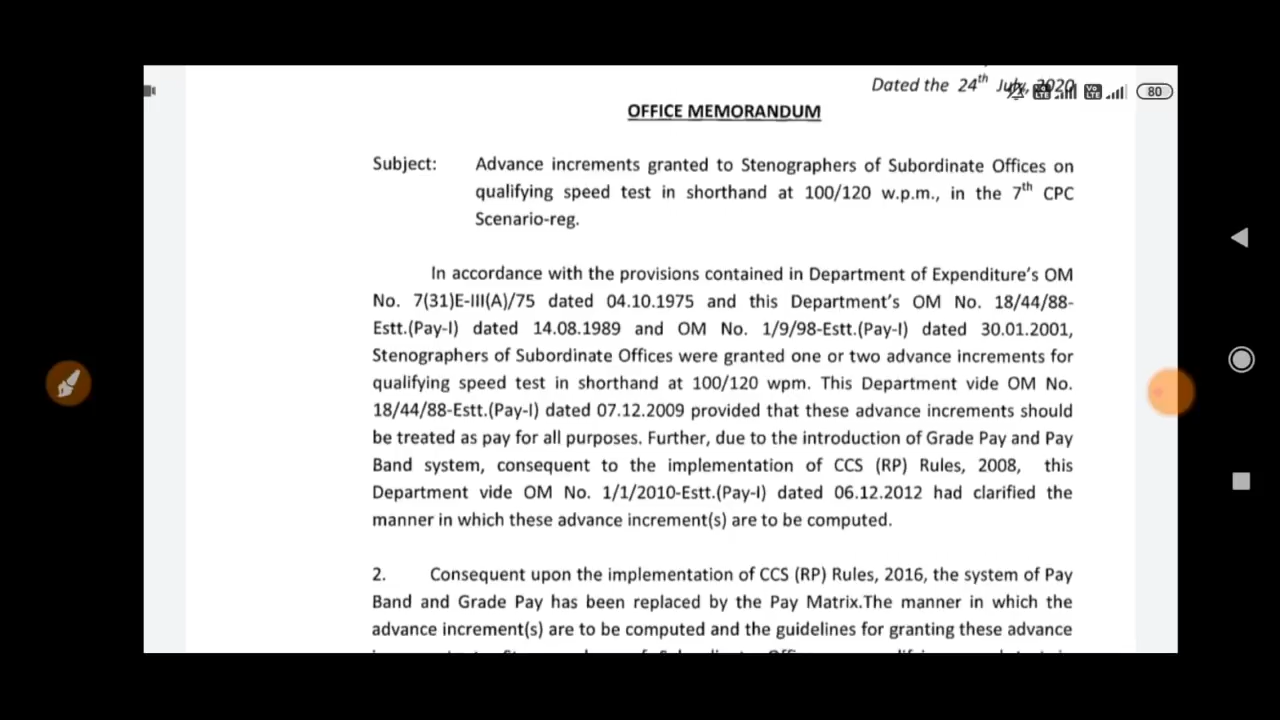 Dated the 24th July, 2020
80
OFFICE MEMORANDUM
Subject: Advance increments granted to Stenographers of Subordinate Offices on
qualifying speed test in shorthand at 100/120 w.p.m., in the 7th CPC
Scenario-reg.
In accordance with the provisions contained in Department of Expenditure's OM
No. 7(31)E-III(A)/75 dated 04.10.1975 and this Department's OM No. 18/44/88-
Estt.(Pay-I) dated 14.08.1989 and OM No. 1/9/98-Estt.(Pay-I) dated 30.01.2001,
Stenographers of Subordinate Offices were granted one or two advance increments for
qualifying speed test in shorthand at 100/120 wpm. This Department vide OM No.
18/44/88-Estt.(Pay-I) dated 07.12.2009 provided that these advance increments should
be treated as pay for all purposes. Further, due to the introduction of Grade Pay and Pay
Band system, consequent to the implementation of CCS (RP) Rules, 2008, this
Department vide OM No. 1/1/2010-Estt.(Pay-I) dated 06.12.2012 had clarified the
manner in which these advance increment(s) are to be computed.
2. Consequent upon the implementation of CCS (RP) Rules, 2016, the system of Pay
Band and Grade Pay has been replaced by the Pay Matrix.The manner in which the
advance increment(s) are to be computed and the guidelines for granting these advance